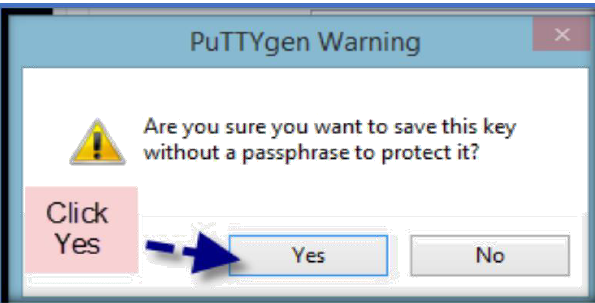 PuTTYgen Warning
Are you sure you want to save this key
without a passphrase to protect it?
Click
Yes
Yes
No